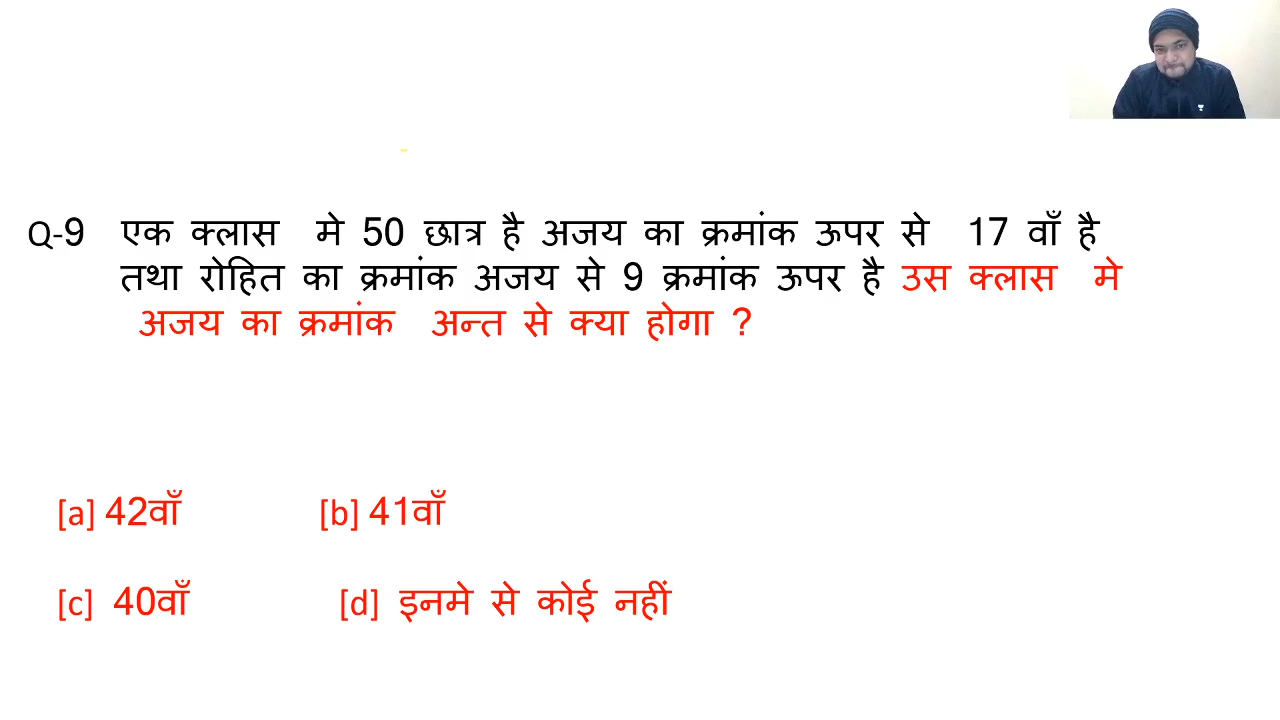 Q-9 एक क्लास मे 50 छात्र है अजय का क्रमांक ऊपर से 17 वाँ है
तथा रोहित का क्रमांक अजय से 9 क्रमांक ऊपर है उस क्लास मे
अजय का क्रमांक अन्त से क्या होगा ?
[a] 42वाँ [b] 41वाँ
[c] 40वाँ [d] इनमे से कोई नहीं